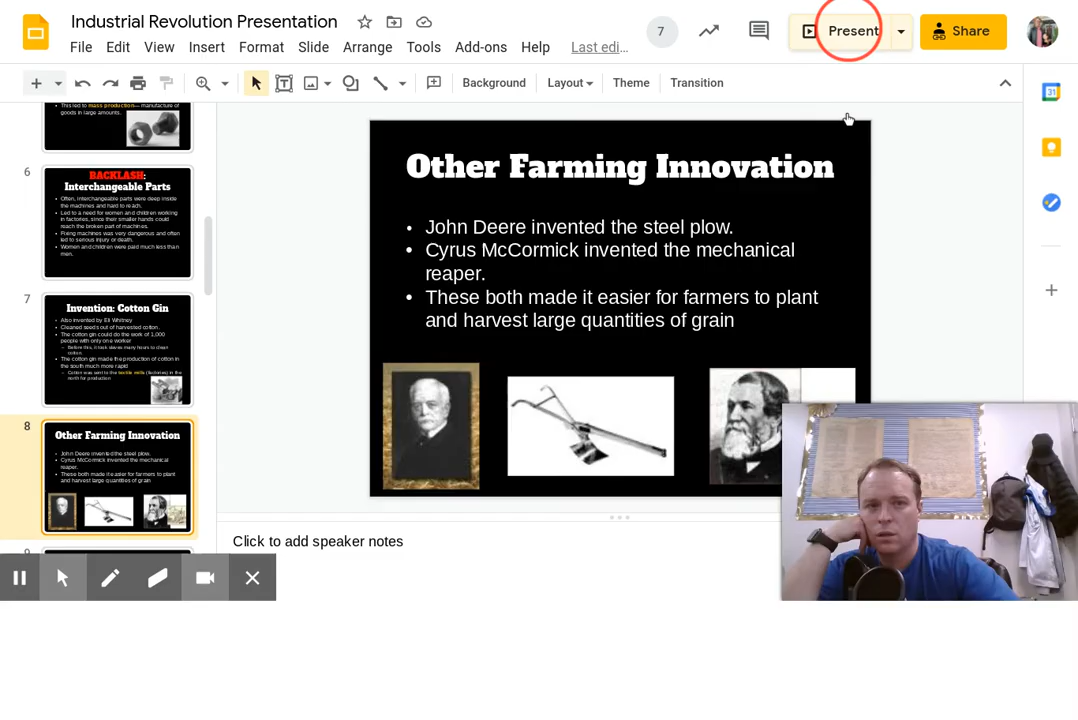 Industrial Revolution Presentation
7
Present
Share
File Edit View Insert Format Slide Arrange Tools Add-ons Help Last edi...
Background Layout Theme Transition
31
This led to mass production— manufacture of
goods in large amounts.
6
BACKLASH:
Interchangeable Parts
Often, interchangeable parts were deep inside
the machines and hard to reach.
Led to a need for women and children working
in factories, since their smaller hands could
reach the broken part of machines.
Fixing machines was very dangerous and often
led to serious injury or death.
Women and children were paid much less than
men.
7
Invention: Cotton Gin
Also invented by Eli Whitney
Cleaned seeds out of harvested cotton.
The cotton gin could do the work of 1,000
people with only one worker
Before this, it took slaves many hours to clean
cotton.
The cotton gin made the production of cotton in
the south much more rapid
Cotton was sent to the textile mills (factories) in the
north for production
8
Other Farming Innovation
John Deere invented the steel plow.
Cyrus McCormick invented the mechanical
reaper.
These both made it easier for farmers to plant
and harvest large quantities of grain
9
Other Farming Innovation
• John Deere invented the steel plow.
• Cyrus McCormick invented the mechanical
reaper.
• These both made it easier for farmers to plant
and harvest large quantities of grain
Click to add speaker notes